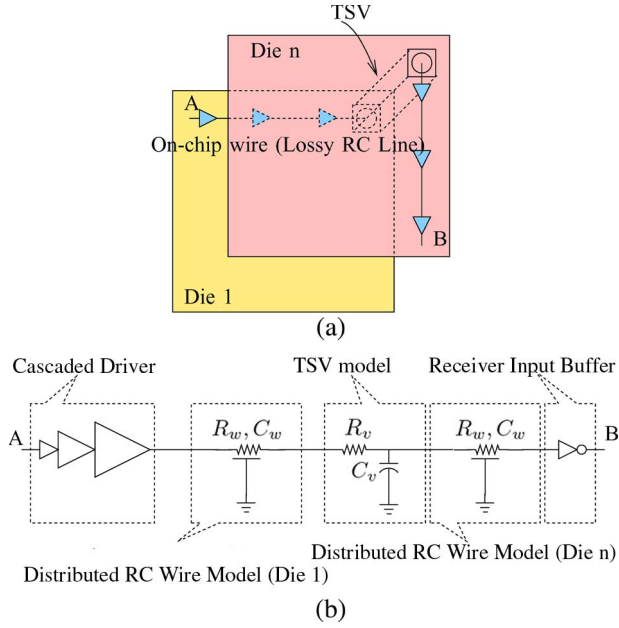 TSV
Die n
A
On-chip wire (Lossy RC Line)
B
Die 1
(a)
Cascaded Driver
TSV model
Receiver Input Buffer
A
R_w, C_w
R_v
R_w, C_w
B
C_v
Distributed RC Wire Model (Die n)
Distributed RC Wire Model (Die 1)
(b)